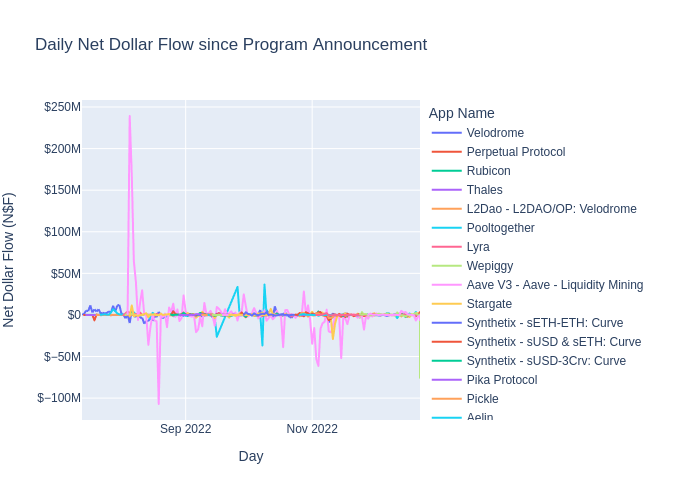 Daily Net Dollar Flow since Program Announcement
Net Dollar Flow (N$F)
$250M
$200M
$150M
$100M
$50M
$0
−$50M
−$100M
Sep 2022
Nov 2022
Day
App Name
Velodrome
Perpetual Protocol
Rubicon
Thales
L2Dao - L2DAO/OP: Velodrome
Pooltogether
Lyra
Wepiggy
Aave V3 - Aave - Liquidity Mining
Stargate
Synthetix - sETH-ETH: Curve
Synthetix - sUSD & sETH: Curve
Synthetix - sUSD-3Crv: Curve
Pika Protocol
Pickle
Aelin